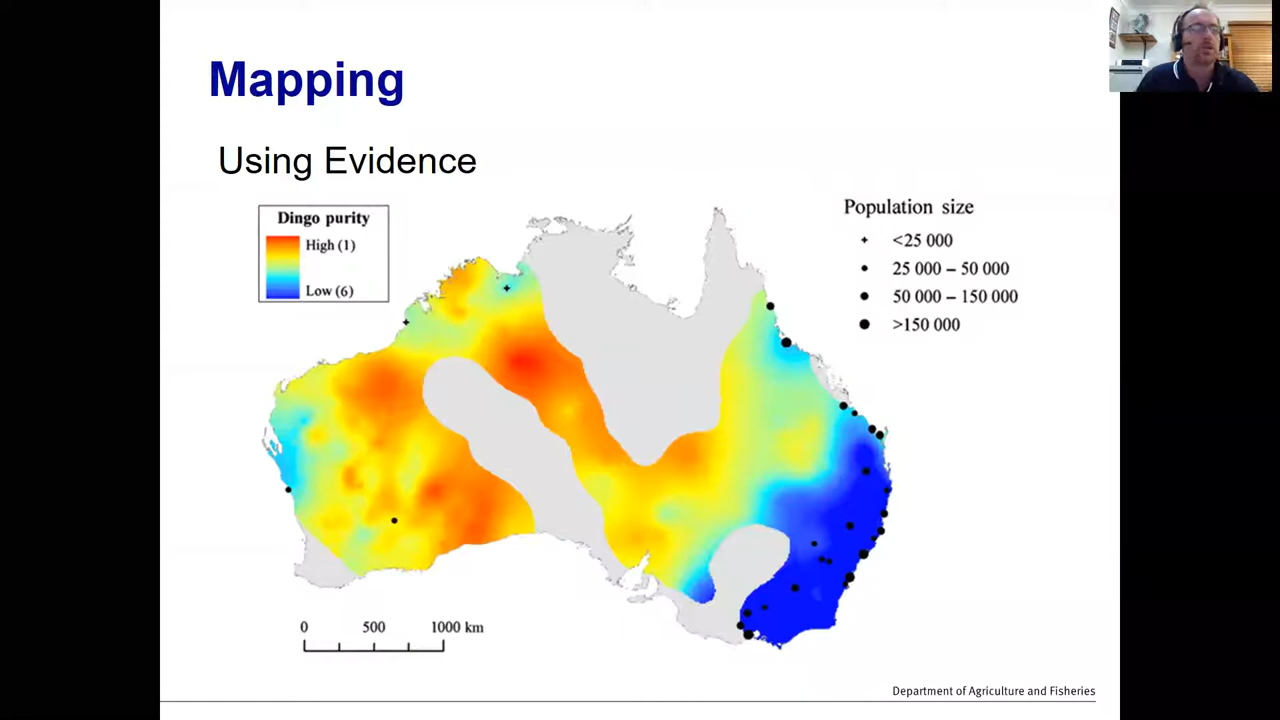 Mapping
Using Evidence
Dingo purity
High (1)
Low (6)
Population size
<25 000
25 000 – 50 000
50 000 – 150 000
>150 000
0 500 1000 km
Department of Agriculture and Fisheries